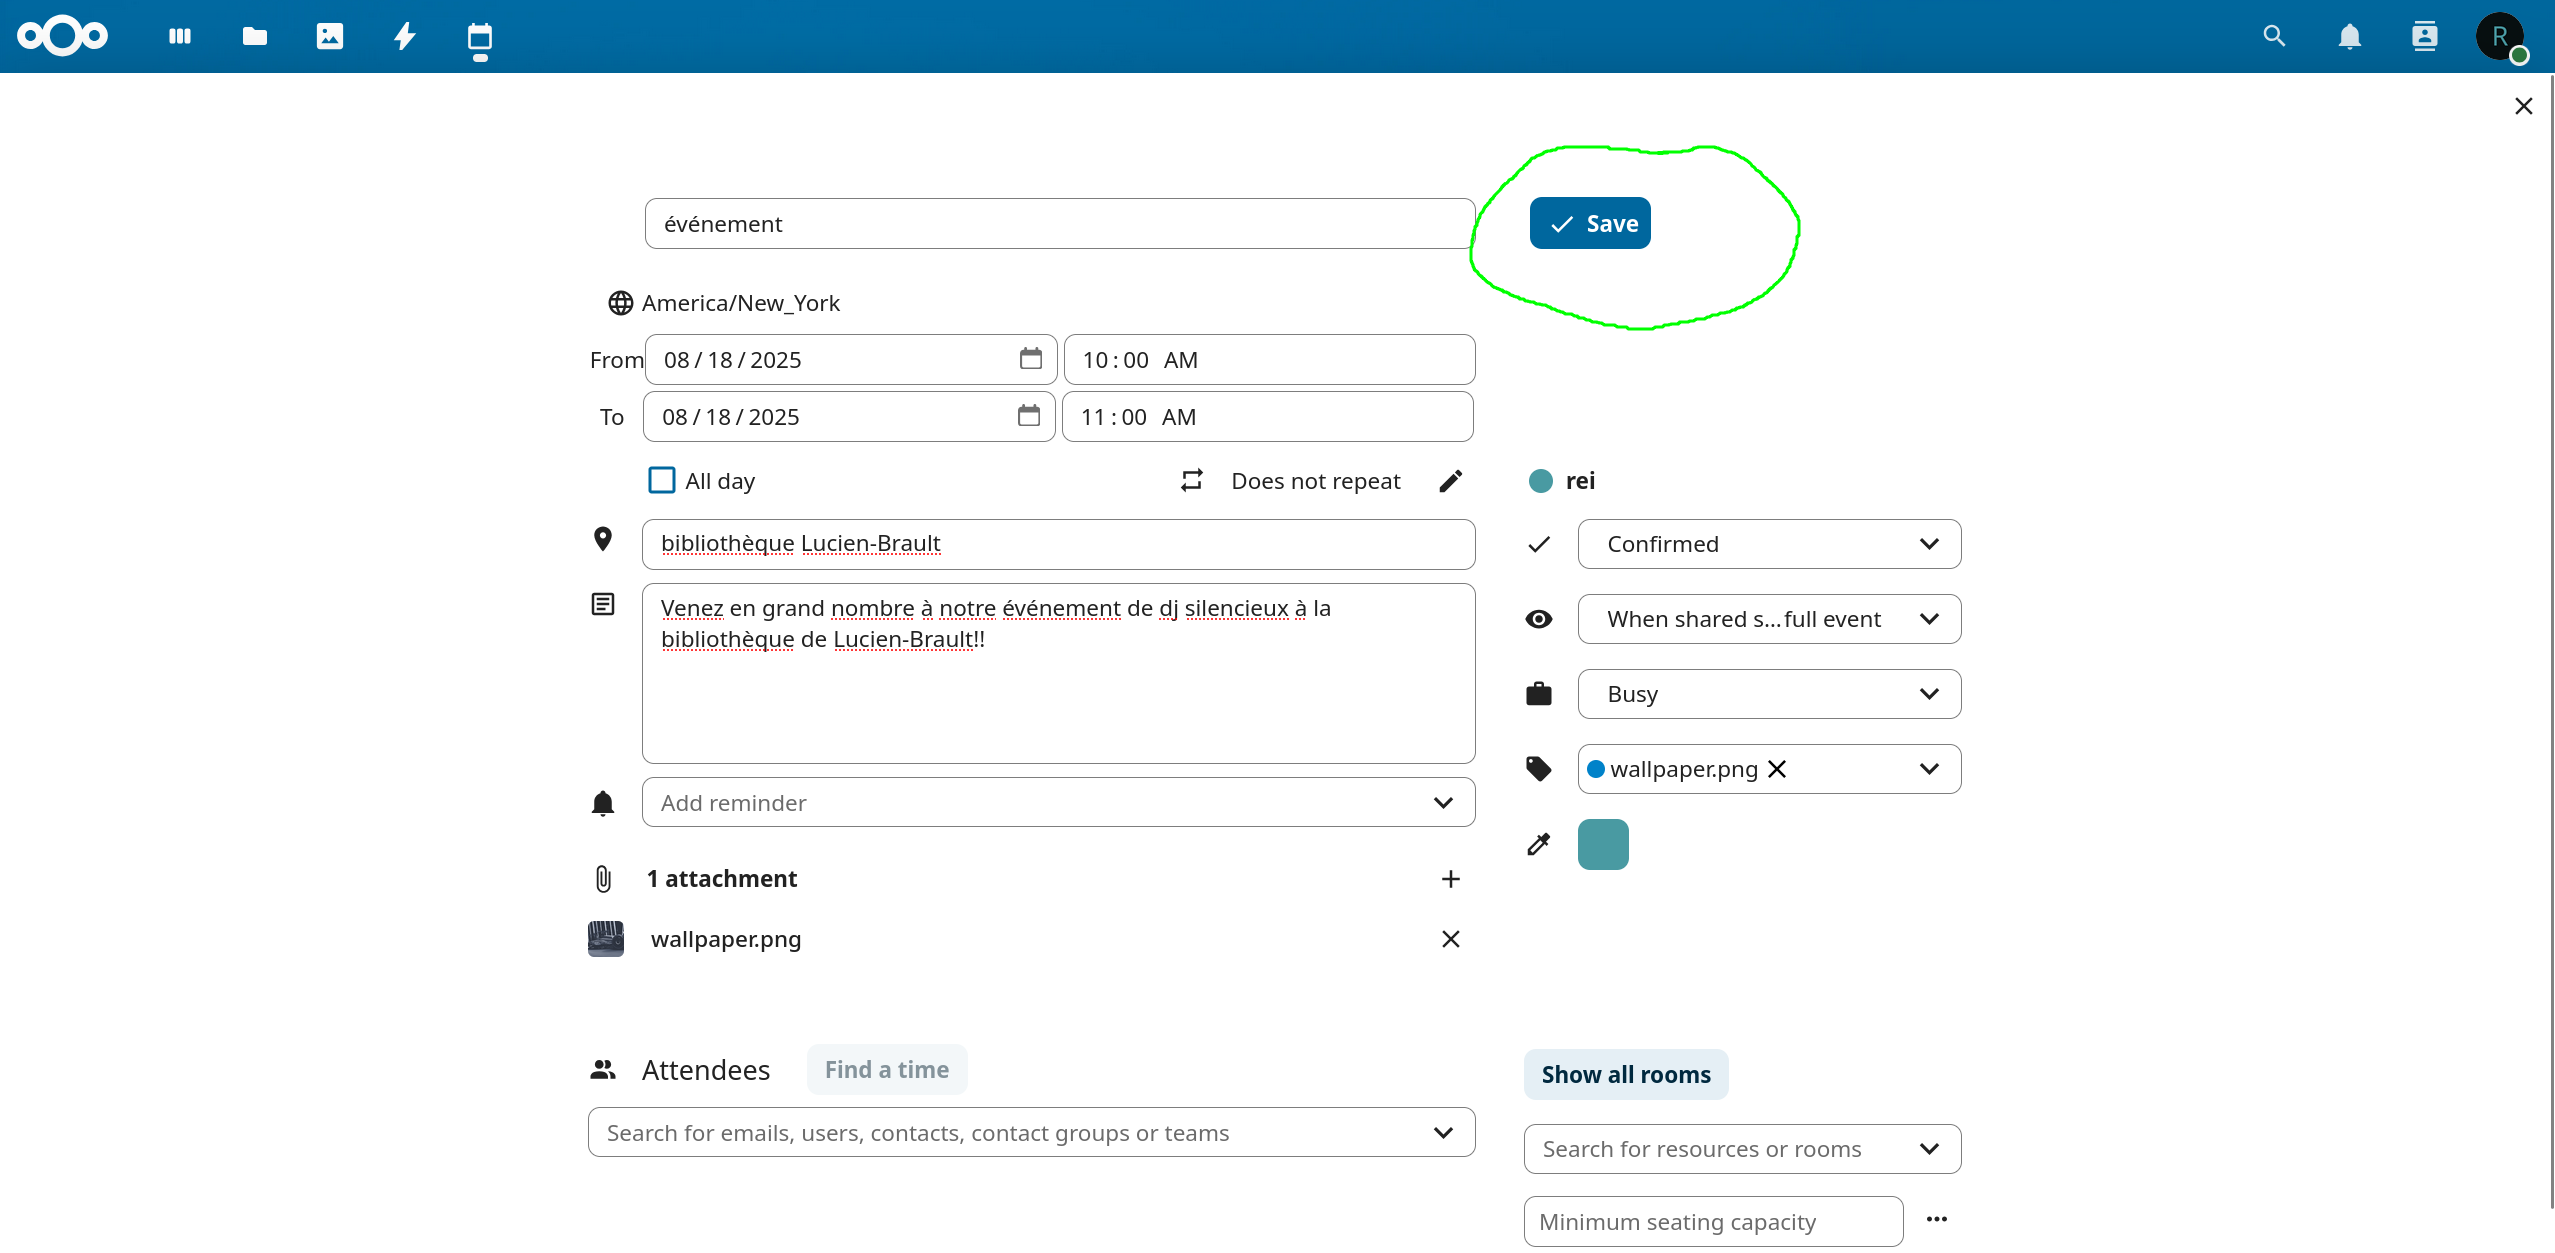 R
événement
Save
America/New_York
From 08/18/2025 10:00 AM
To 08/18/2025 11:00 AM
All day
Does not repeat
rei
bibliothèque Lucien-Brault
Confirmed
Venez en grand nombre à notre événement de dj silencieux à la
bibliothèque de Lucien-Brault!!
When shared s...full event
Busy
wallpaper.png
Add reminder
1 attachment
wallpaper.png
Attendees
Find a time
Search for emails, users, contacts, contact groups or teams
Show all rooms
Search for resources or rooms
Minimum seating capacity